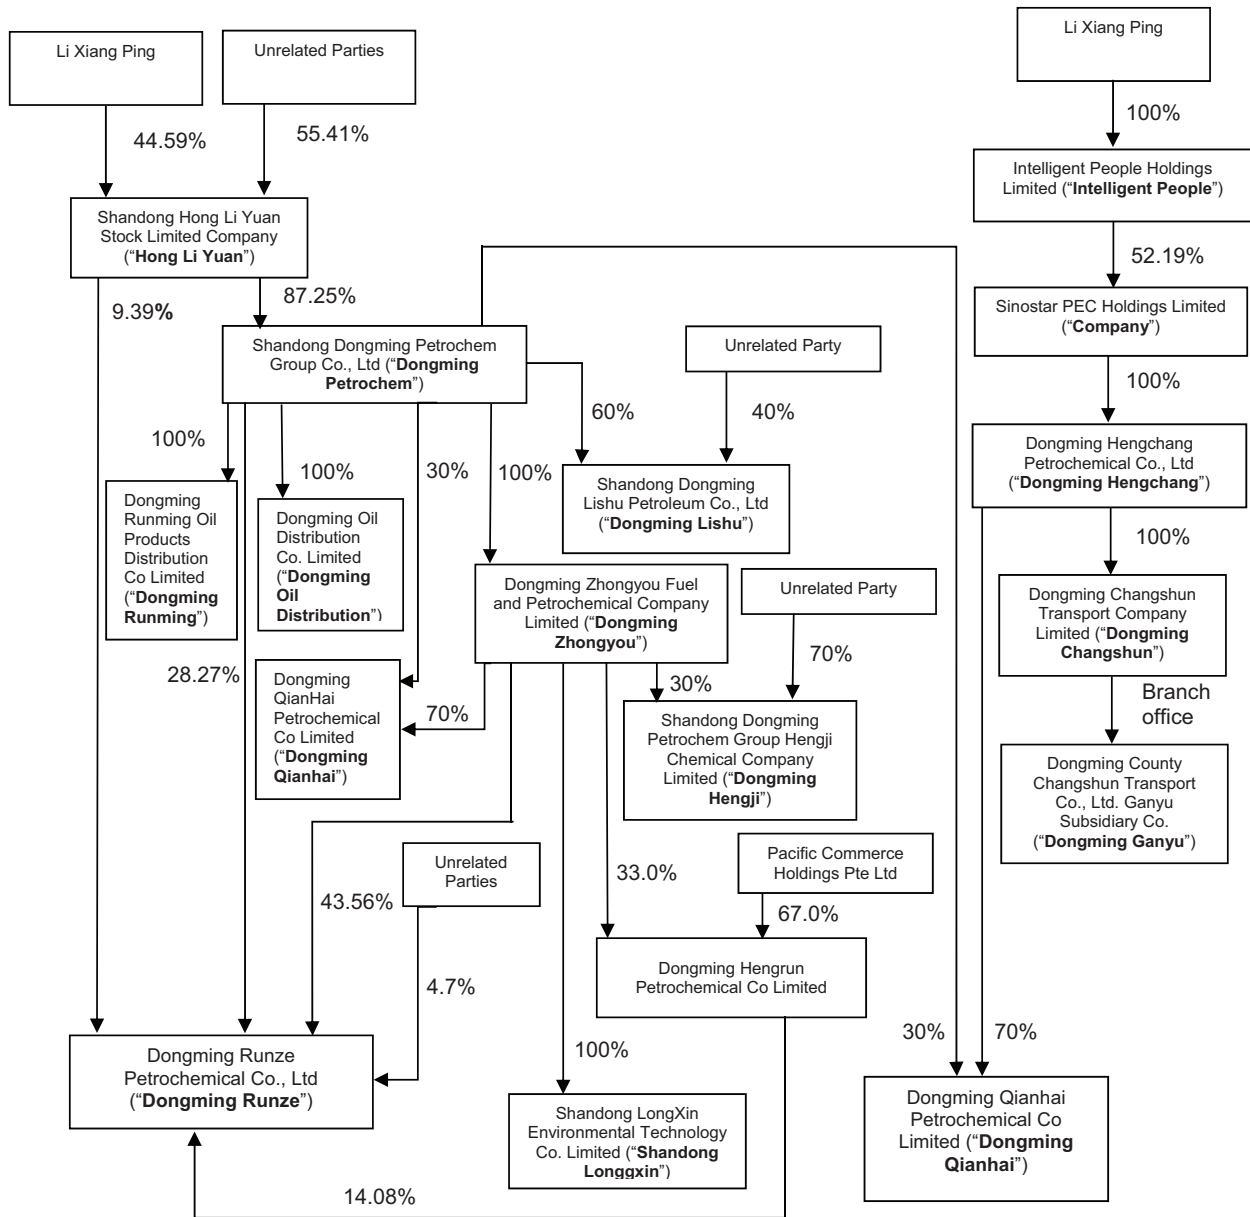 Li Xiang Ping
Unrelated Parties
Li Xiang Ping
44.59%
55.41%
100%
Intelligent People Holdings
Limited (“Intelligent People”)
Shandong Hong Li Yuan
Stock Limited Company
(“Hong Li Yuan”)
52.19%
9.39%
87.25%
Sinostar PEC Holdings Limited
(“Company”)
Shandong Dongming Petrochem
Group Co., Ltd (“Dongming
Petrochem”)
Unrelated Party
100%
60%
40%
100%
100%
30%
100%
Dongming Hengchang
Petrochemical Co., Ltd
(“Dongming Hengchang”)
Dongming
Runming Oil
Products
Distribution
Co Limited
(“Dongming
Runming”)
Dongming Oil
Distribution
Co. Limited
(“Dongming
Oil
Distribution”)
Shandong Dongming
Lishu Petroleum Co., Ltd
(“Dongming Lishu”)
100%
Dongming Zhongyou Fuel
and Petrochemical Company
Limited (“Dongming
Zhongyou”)
Unrelated Party
Dongming Changshun
Transport Company
Limited (“Dongming
Changshun”)
28.27%
Dongming
QianHai
Petrochemical
Co Limited
(“Dongming
Qianhai”)
70%
30%
70%
Branch
office
Shandong Dongming
Petrochem Group Hengji
Chemical Company
Limited (“Dongming
Hengji”)
Dongming County
Changshun Transport
Co., Ltd. Ganyu
Subsidiary Co.
(“Dongming Ganyu”)
Unrelated
Parties
Pacific Commerce
Holdings Pte Ltd
43.56%
33.0%
67.0%
4.7%
Dongming Hengrun
Petrochemical Co Limited
30%
70%
100%
Dongming Runze
Petrochemical Co., Ltd
(“Dongming Runze”)
Shandong LongXin
Environmental Technology
Co. Limited (“Shandong
Longgxin”)
Dongming Qianhai
Petrochemical Co
Limited (“Dongming
Qianhai”)
14.08%